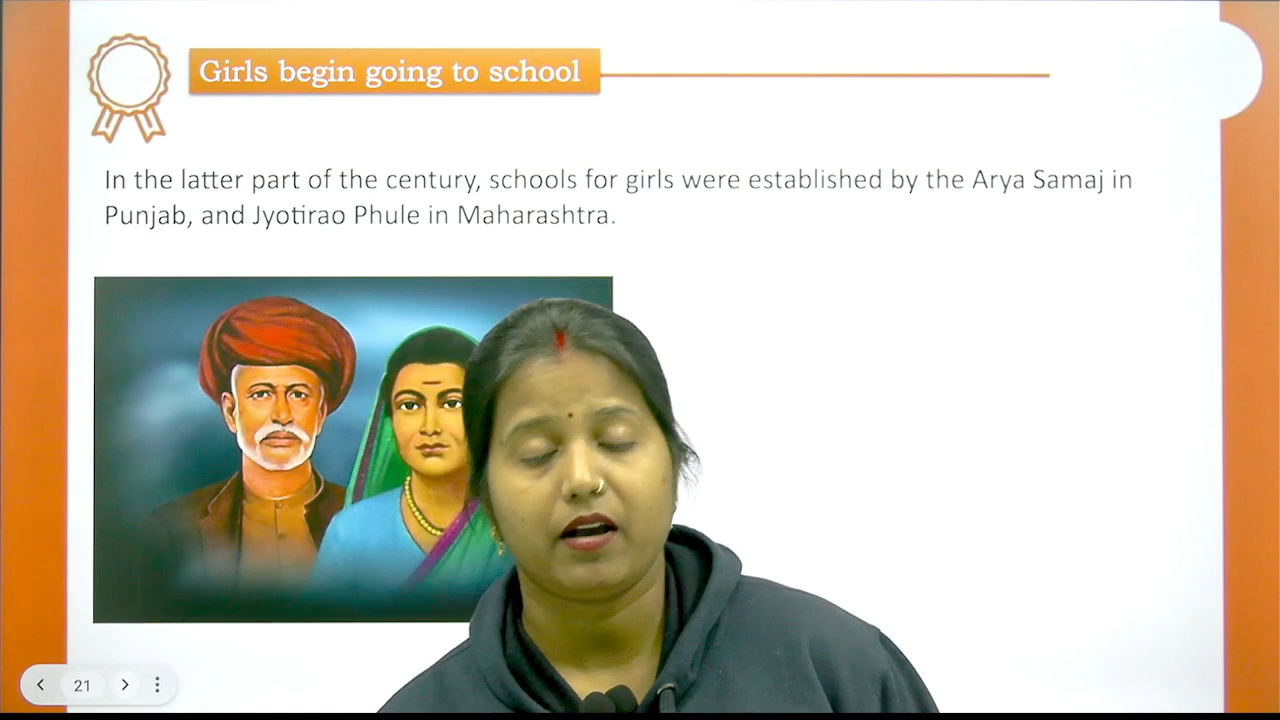 Girls begin going to school
In the latter part of the century, schools for girls were established by the Arya Samaj in
Punjab, and Jyotirao Phule in Maharashtra.
21